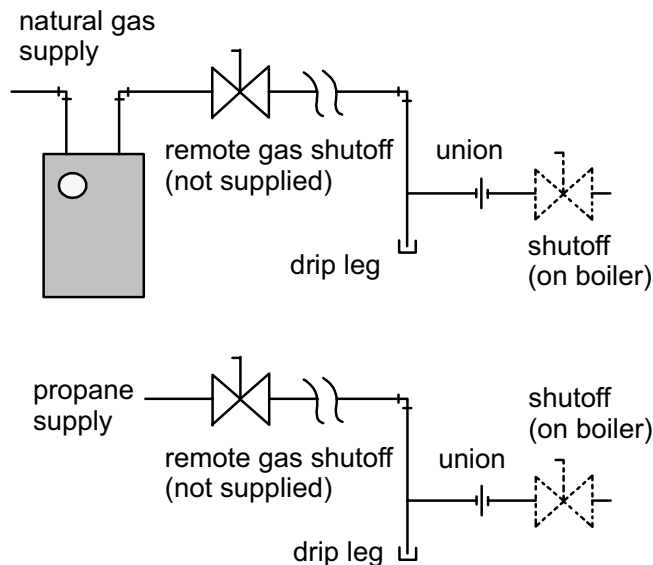 natural gas
supply
remote gas shutoff
(not supplied)
union
drip leg
shutoff
(on boiler)
propane
supply
remote gas shutoff
(not supplied)
union
shutoff
(on boiler)
drip leg